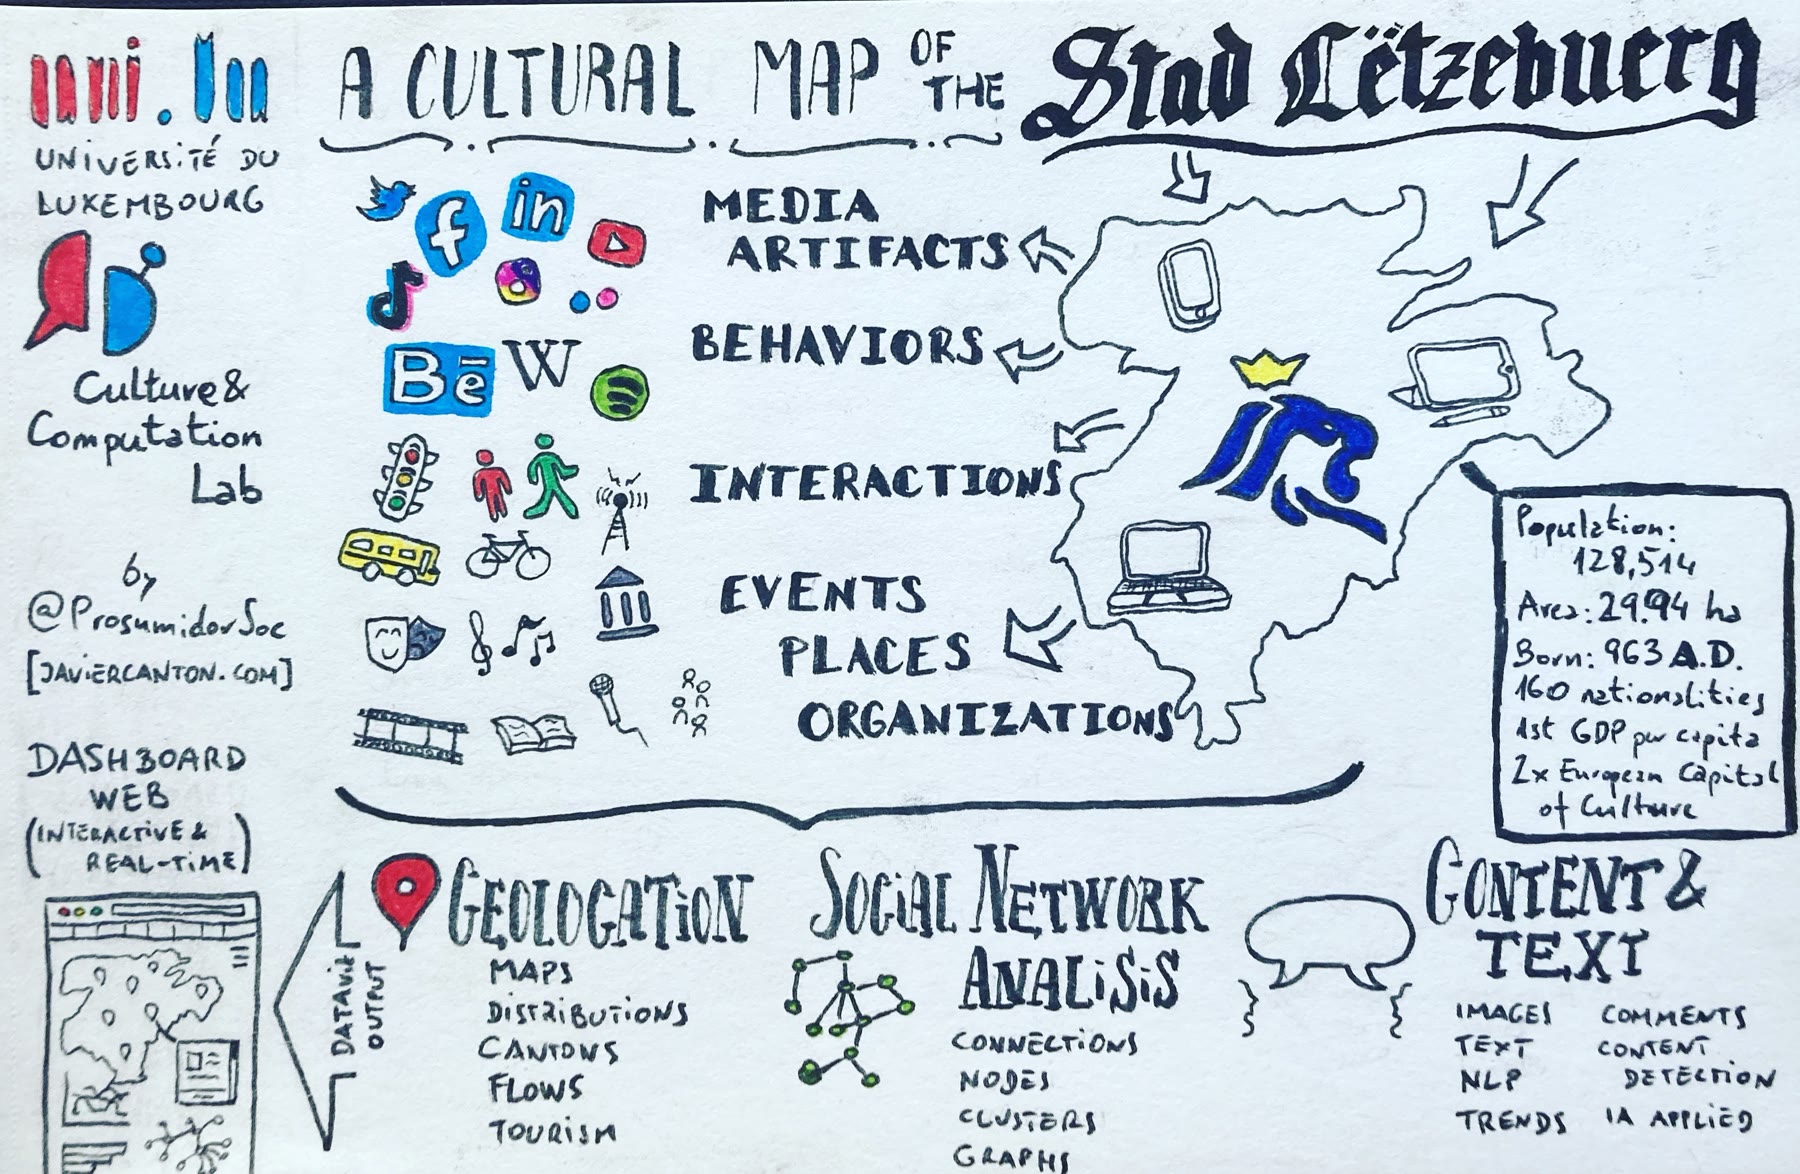 uni.lu
UNIVERSITÉ DU
LUXEMBOURG
Culture &
Computation
Lab
by
@ProsumidorSoc
[JAVIERCANTON.COM]
DASHBOARD
WEB
(INTERACTIVE &
REAL-TIME)
A CULTURAL MAP OF THE Stad Lëtzebuerg
in
Bē W
MEDIA
ARTIFACTS
BEHAVIORS
INTERACTIONS
EVENTS
PLACES
ORGANIZATIONS
Population:
128,514
Area: 29.94 ha
Born: 963 A.D.
160 nationalities
1st GDP per capita
2x European Capital
of Culture
DATAVIZ
OUTPUT
GEOLOCATION
MAPS
DISTRIBUTIONS
CANTONS
FLOWS
TOURISM
SOCIAL NETWORK
ANALISIS
CONNECTIONS
NODES
CLUSTERS
GRAPHS
CONTENT &
TEXT
IMAGES
TEXT
NLP
TRENDS
COMMENTS
CONTENT
DETECTION
IA APPLIED